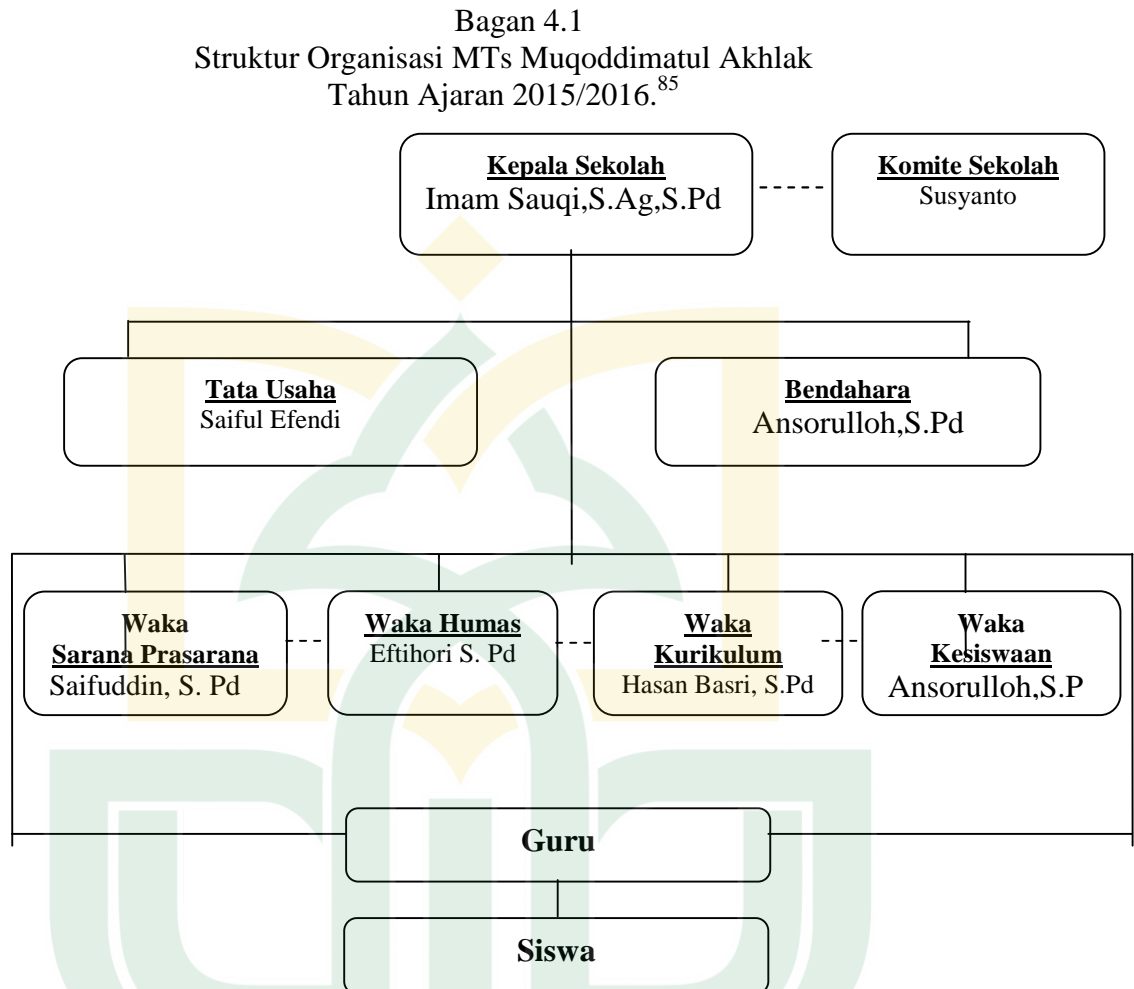 Bagan 4.1
Struktur Organisasi MTs Muqoddimatul Akhlak
Tahun Ajaran 2015/2016.85
Kepala Sekolah
Imam Sauqi,S.Ag,S.Pd
Komite Sekolah
Susyanto
Tata Usaha
Saiful Efendi
Bendahara
Ansorulloh,S.Pd
Waka
Sarana Prasarana
Saifuddin, S. Pd
Waka Humas
Eftihori S. Pd
Waka
Kurikulum
Hasan Basri, S.Pd
Waka
Kesiswaan
Ansorulloh,S.P
Guru
Siswa